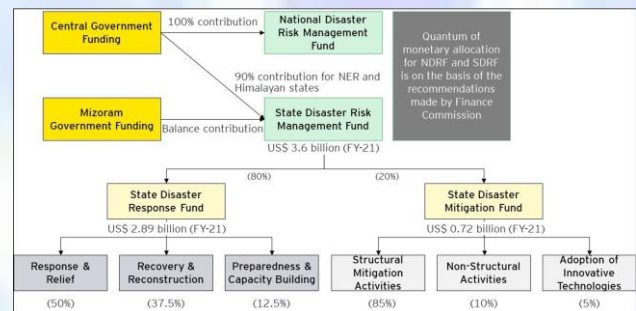 Central Government
Funding
100% contribution
National Disaster
Risk Management
Fund
Quantum of
monetary allocation
for NDRF and SDRF
is on the basis of the
recommendations
made by Finance
Commission
90% contribution for NER and
Himalayan states
Mizoram
Government Funding
Balance contribution
State Disaster Risk
Management Fund
US$ 3.6 billion (FY-21)
(80%)
(20%)
State Disaster
Response Fund
State Disaster
Mitigation Fund
US$ 2.89 billion (FY-21)
US$ 0.72 billion (FY-21)
Response &
Relief
Recovery &
Reconstruction
Preparedness &
Capacity Building
Structural
Mitigation
Activities
Non-Structural
Activities
Adoption of
Innovative
Technologies
(50%)
(37.5%)
(12.5%)
(85%)
(10%)
(5%)